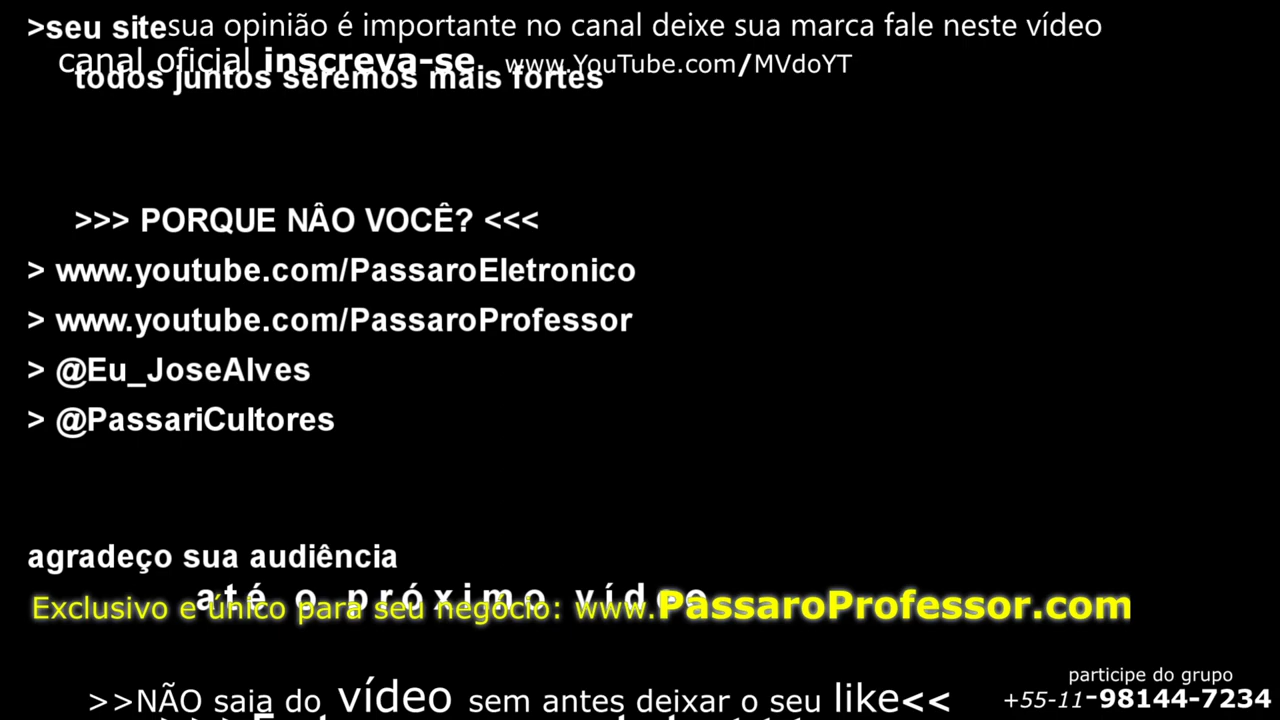 >seu site
sua opinião é importante no canal deixe sua marca fale neste vídeo
canal oficial inscreva-se www.YouTube.com/MVdoYT
todos juntos seremos mais fortes
>>> PORQUE NÂO VOCÊ? <<<
> www.youtube.com/PassaroEletronico
> www.youtube.com/PassaroProfessor
> @Eu_JoseAlves
> @PassariCultores
agradeço sua audiência
até o próximo vídeo
Exclusivo e único para seu negócio: www.PassaroProfessor.com
participe do grupo
+55-11-98144-7234
>>NÃO saia do vídeo sem antes deixar o seu like<<